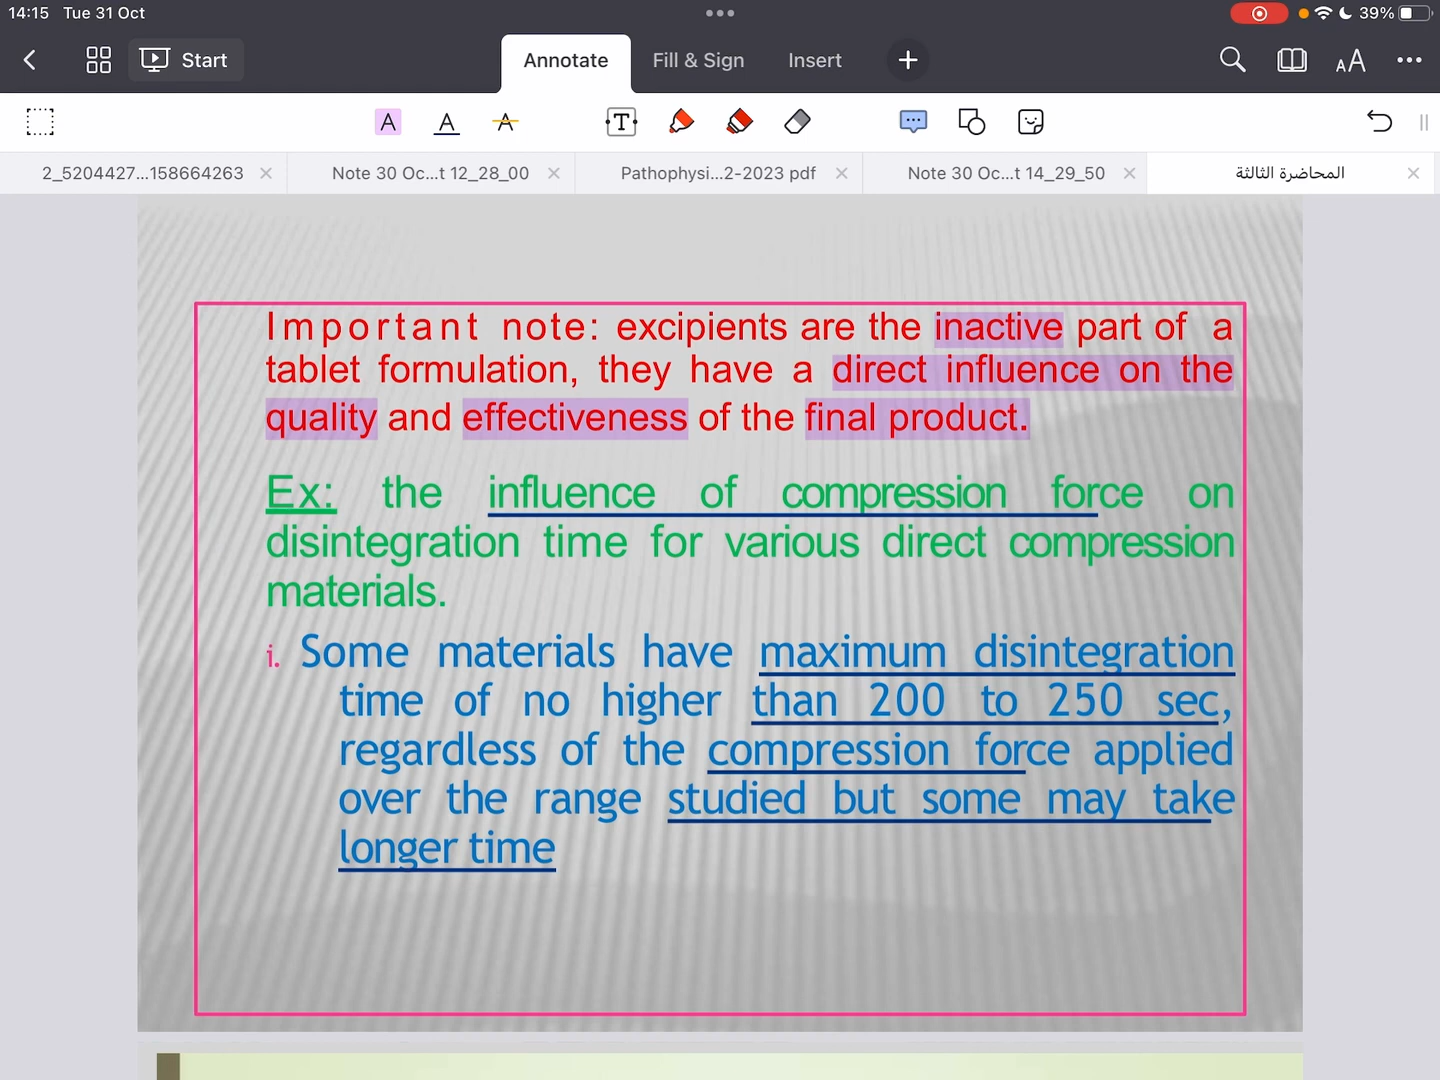 14:15 Tue 31 Oct
39%
Start
Annotate
Fill & Sign
Insert
2_5204427...158664263
Note 30 Oc...t 12_28_00
Pathophysi...2-2023 pdf
Note 30 Oc...t 14_29_50
المحاضرة الثالثة
Important note: excipients are the inactive part of a
tablet formulation, they have a direct influence on the
quality and effectiveness of the final product.
Ex: the influence of compression force on
disintegration time for various direct compression
materials.
i. Some materials have maximum disintegration
time of no higher than 200 to 250 sec,
regardless of the compression force applied
over the range studied but some may take
longer time